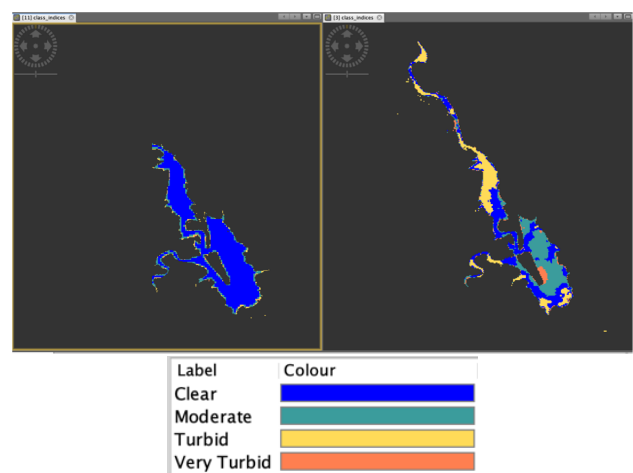 [11] class_indices
[3] class_indices
Label Colour
Clear
Moderate
Turbid
Very Turbid